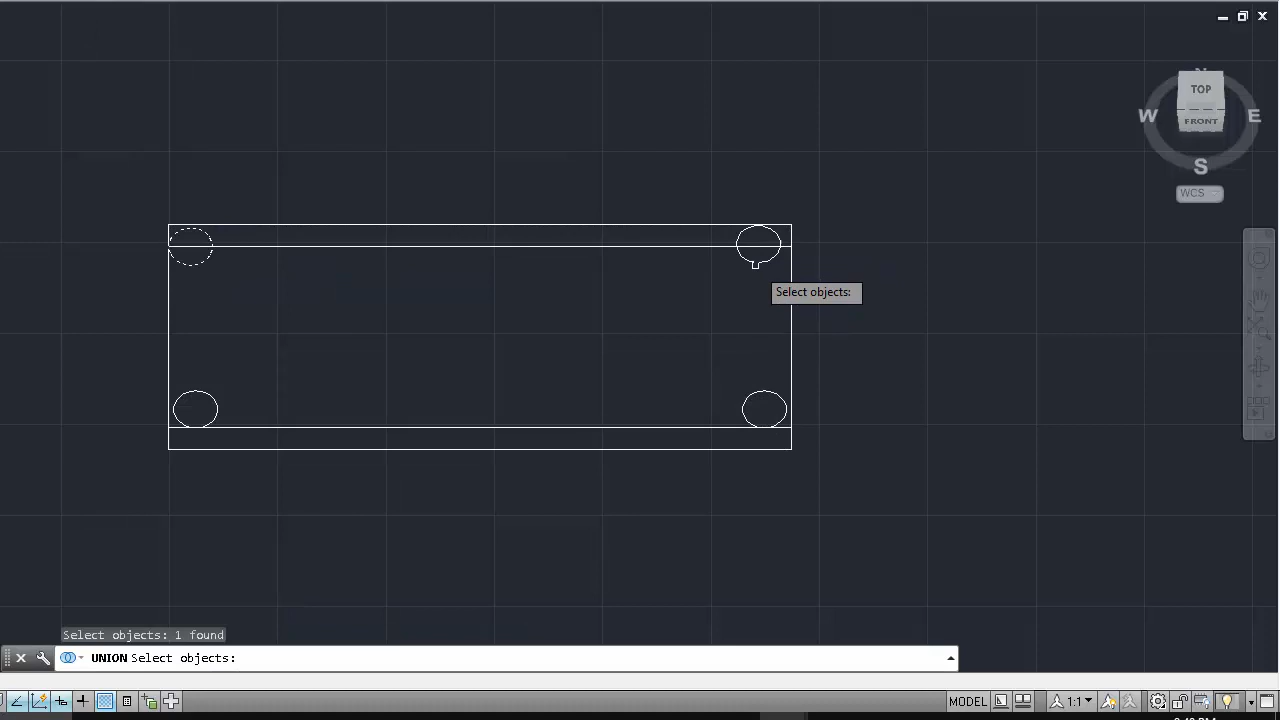 TOP
W
FRONT
E
S
WCS
Select objects:
Select objects: 1 found
UNION Select objects:
MODEL
1:1